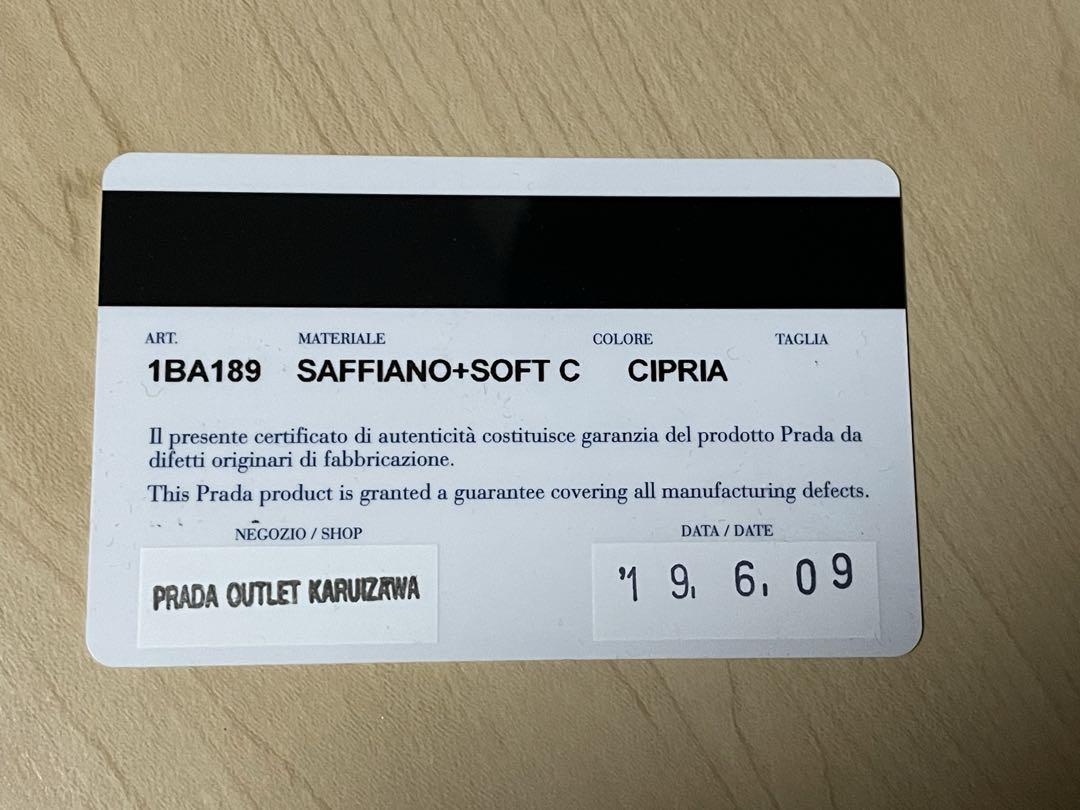 ART. MATERIALE COLORE TAGLIA
1BA189 SAFFIANO+SOFT C CIPRIA
Il presente certificato di autenticità costituisce garanzia del prodotto Prada da
difetti originari di fabbricazione.
This Prada product is granted a guarantee covering all manufacturing defects.
NEGOZIO / SHOP DATA / DATE
PRADA OUTLET KARUIZAWA '19. 6. 09